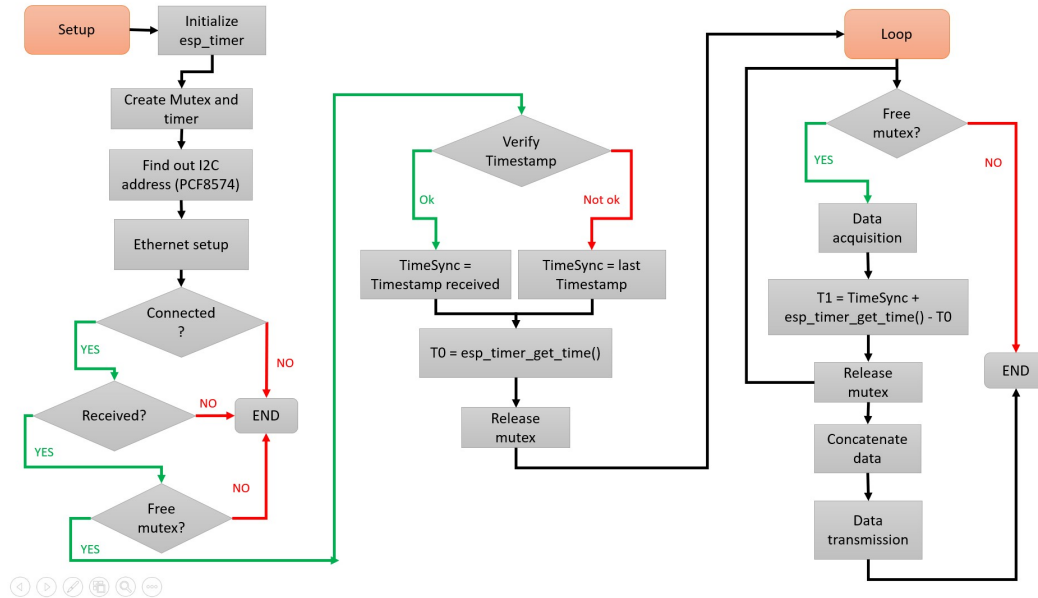 Setup
Initialize
esp_timer
Create Mutex and
timer
Find out I2C
address (PCF8574)
Ethernet setup
Connected
?
YES
NO
Received?
NO
END
YES
NO
Free
mutex?
YES
Verify
Timestamp
Ok
Not ok
TimeSync =
Timestamp received
TimeSync = last
Timestamp
T0 = esp_timer_get_time()
Release
mutex
Loop
Free
mutex?
YES
NO
Data
acquisition
T1 = TimeSync +
esp_timer_get_time() - T0
Release
mutex
END
Concatenate
data
Data
transmission